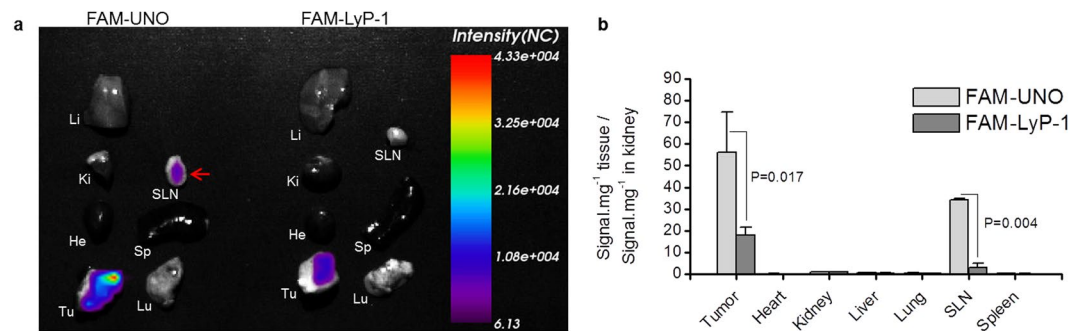 a
FAM-UNO
FAM-LyP-1
Intensity(NC)
4.33e+004
3.25e+004
2.16e+004
1.08e+004
6.13
Li
Ki
SLN
He
Sp
Tu
Lu
Li
SLN
Ki
He
Sp
Tu
Lu
b
Signal.mg⁻¹ tissue /
Signal.mg⁻¹ in kidney
90
80
70
60
50
40
30
20
10
0
FAM-UNO
FAM-LyP-1
P=0.017
P=0.004
Tumor
Heart
Kidney
Liver
Lung
SLN
Spleen